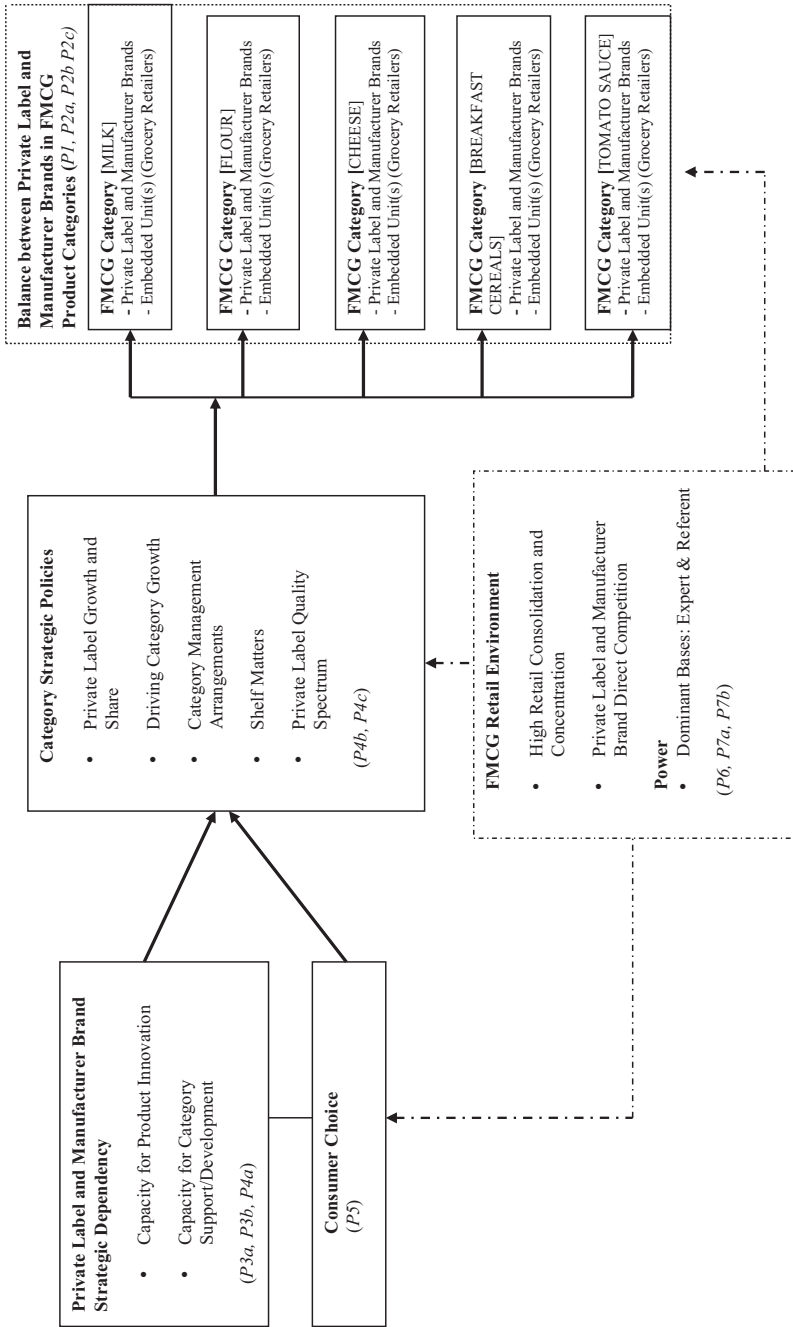 Private Label and Manufacturer Brand
Strategic Dependency
• Capacity for Product Innovation
• Capacity for Category
Support/Development
(P3a, P3b, P4a)
Consumer Choice
(P5)
Category Strategic Policies
• Private Label Growth and
Share
• Driving Category Growth
• Category Management
Arrangements
• Shelf Matters
• Private Label Quality
Spectrum
(P4b, P4c)
FMCG Retail Environment
• High Retail Consolidation and
Concentration
• Private Label and Manufacturer
Brand Direct Competition
Power
• Dominant Bases: Expert & Referent
(P6, P7a, P7b)
Balance between Private Label and
Manufacturer Brands in FMCG
Product Categories (P1, P2a, P2b P2c)
FMCG Category [MILK]
- Private Label and Manufacturer Brands
- Embedded Unit(s) (Grocery Retailers)
FMCG Category [FLOUR]
- Private Label and Manufacturer Brands
- Embedded Unit(s) (Grocery Retailers)
FMCG Category [CHEESE]
- Private Label and Manufacturer Brands
- Embedded Unit(s) (Grocery Retailers)
FMCG Category [BREAKFAST
CEREALS]
- Private Label and Manufacturer Brands
- Embedded Unit(s) (Grocery Retailers)
FMCG Category [TOMATO SAUCE]
- Private Label and Manufacturer Brands
- Embedded Unit(s) (Grocery Retailers)